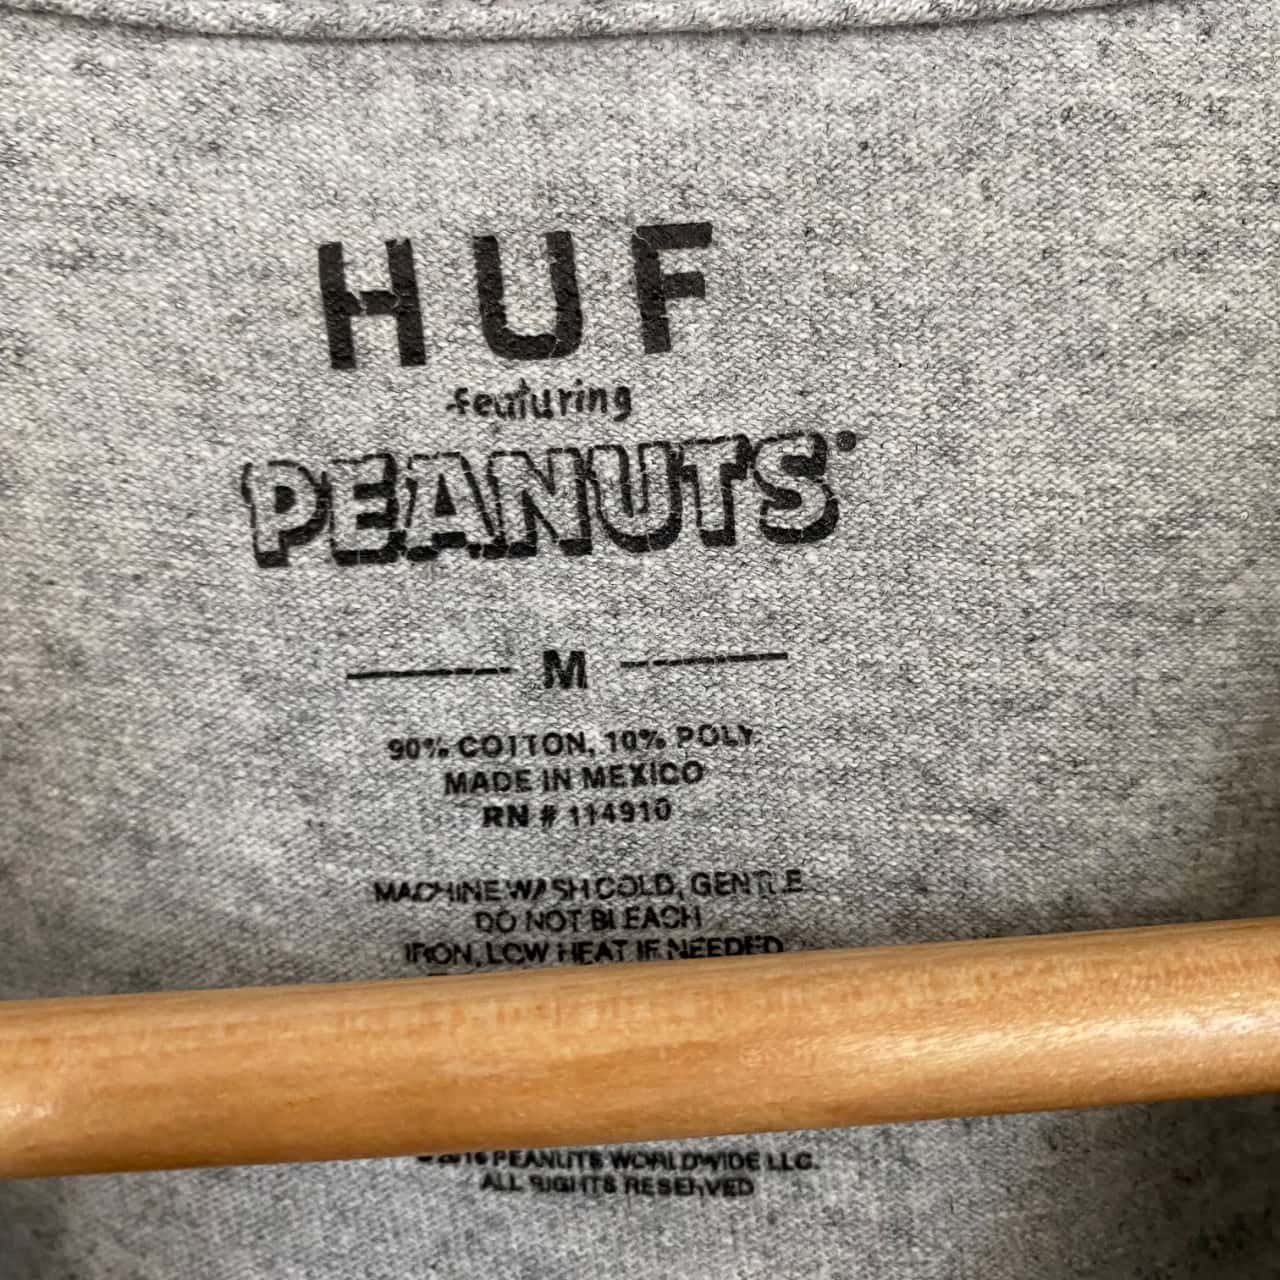 HUF
featuring
PEANUTS
M
90% COTTON, 10% POLY
MADE IN MEXICO
RN # 114910
MACHINE WASH COLD, GENTLE
DO NOT BLEACH
IRON, LOW HEAT IF NEEDED
PEANUTS WORLDWIDE LLC.
ALL RIGHTS RESERVED